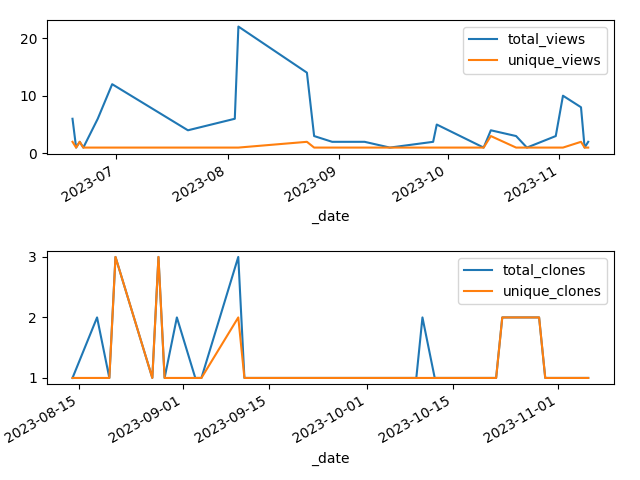 20
10
0
total_views
unique_views
2023-07
2023-08
2023-09
2023-10
2023-11
_date
3
2
1
total_clones
unique_clones
2023-08-15
2023-09-01
2023-09-15
2023-10-01
2023-10-15
2023-11-01
_date